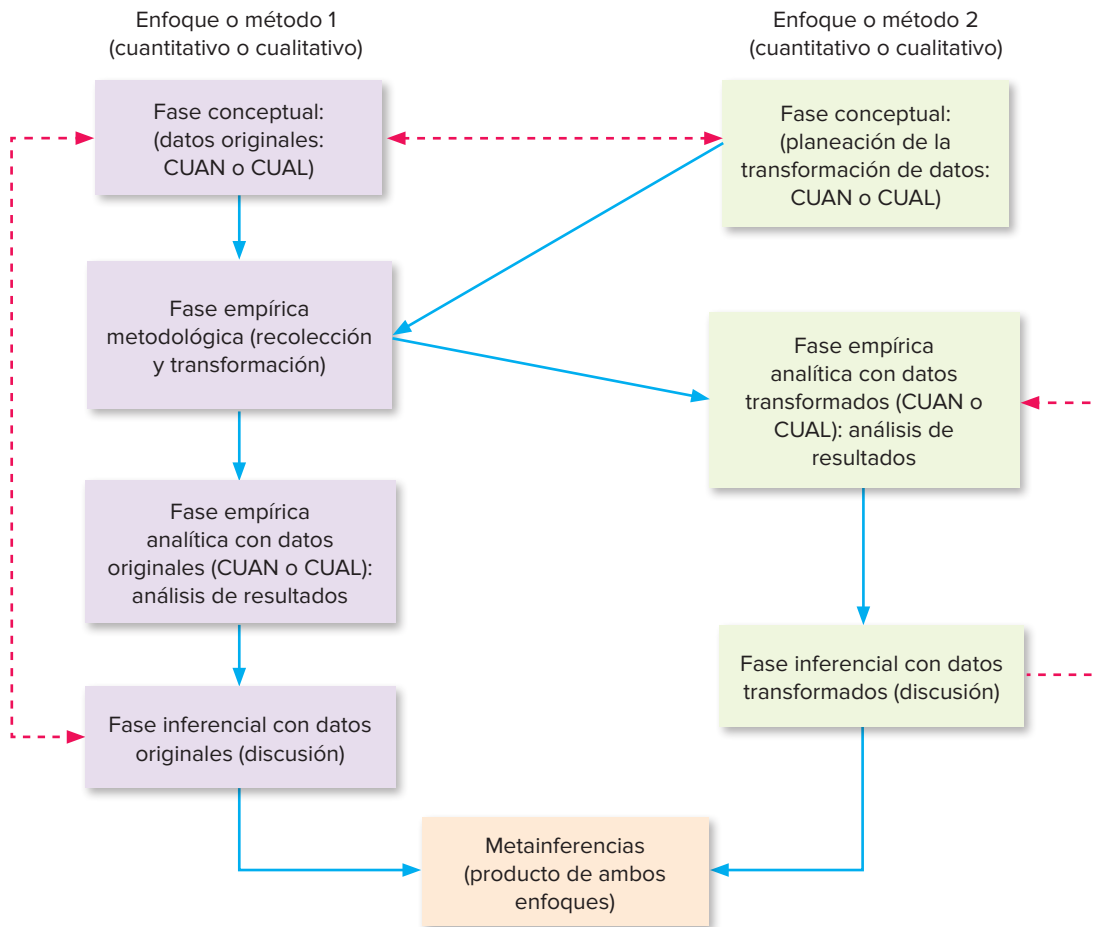 Enfoque o método 1
(cuantitativo o cualitativo)
Enfoque o método 2
(cuantitativo o cualitativo)
Fase conceptual:
(datos originales:
CUAN o CUAL)
Fase conceptual:
(planeación de la
transformación de datos:
CUAN o CUAL)
Fase empírica
metodológica (recolección
y transformación)
Fase empírica
analítica con datos
transformados (CUAN o
CUAL): análisis de
resultados
Fase empírica
analítica con datos
originales (CUAN o CUAL):
análisis de resultados
Fase inferencial con datos
transformados (discusión)
Fase inferencial con datos
originales (discusión)
Metainferencias
(producto de ambos
enfoques)